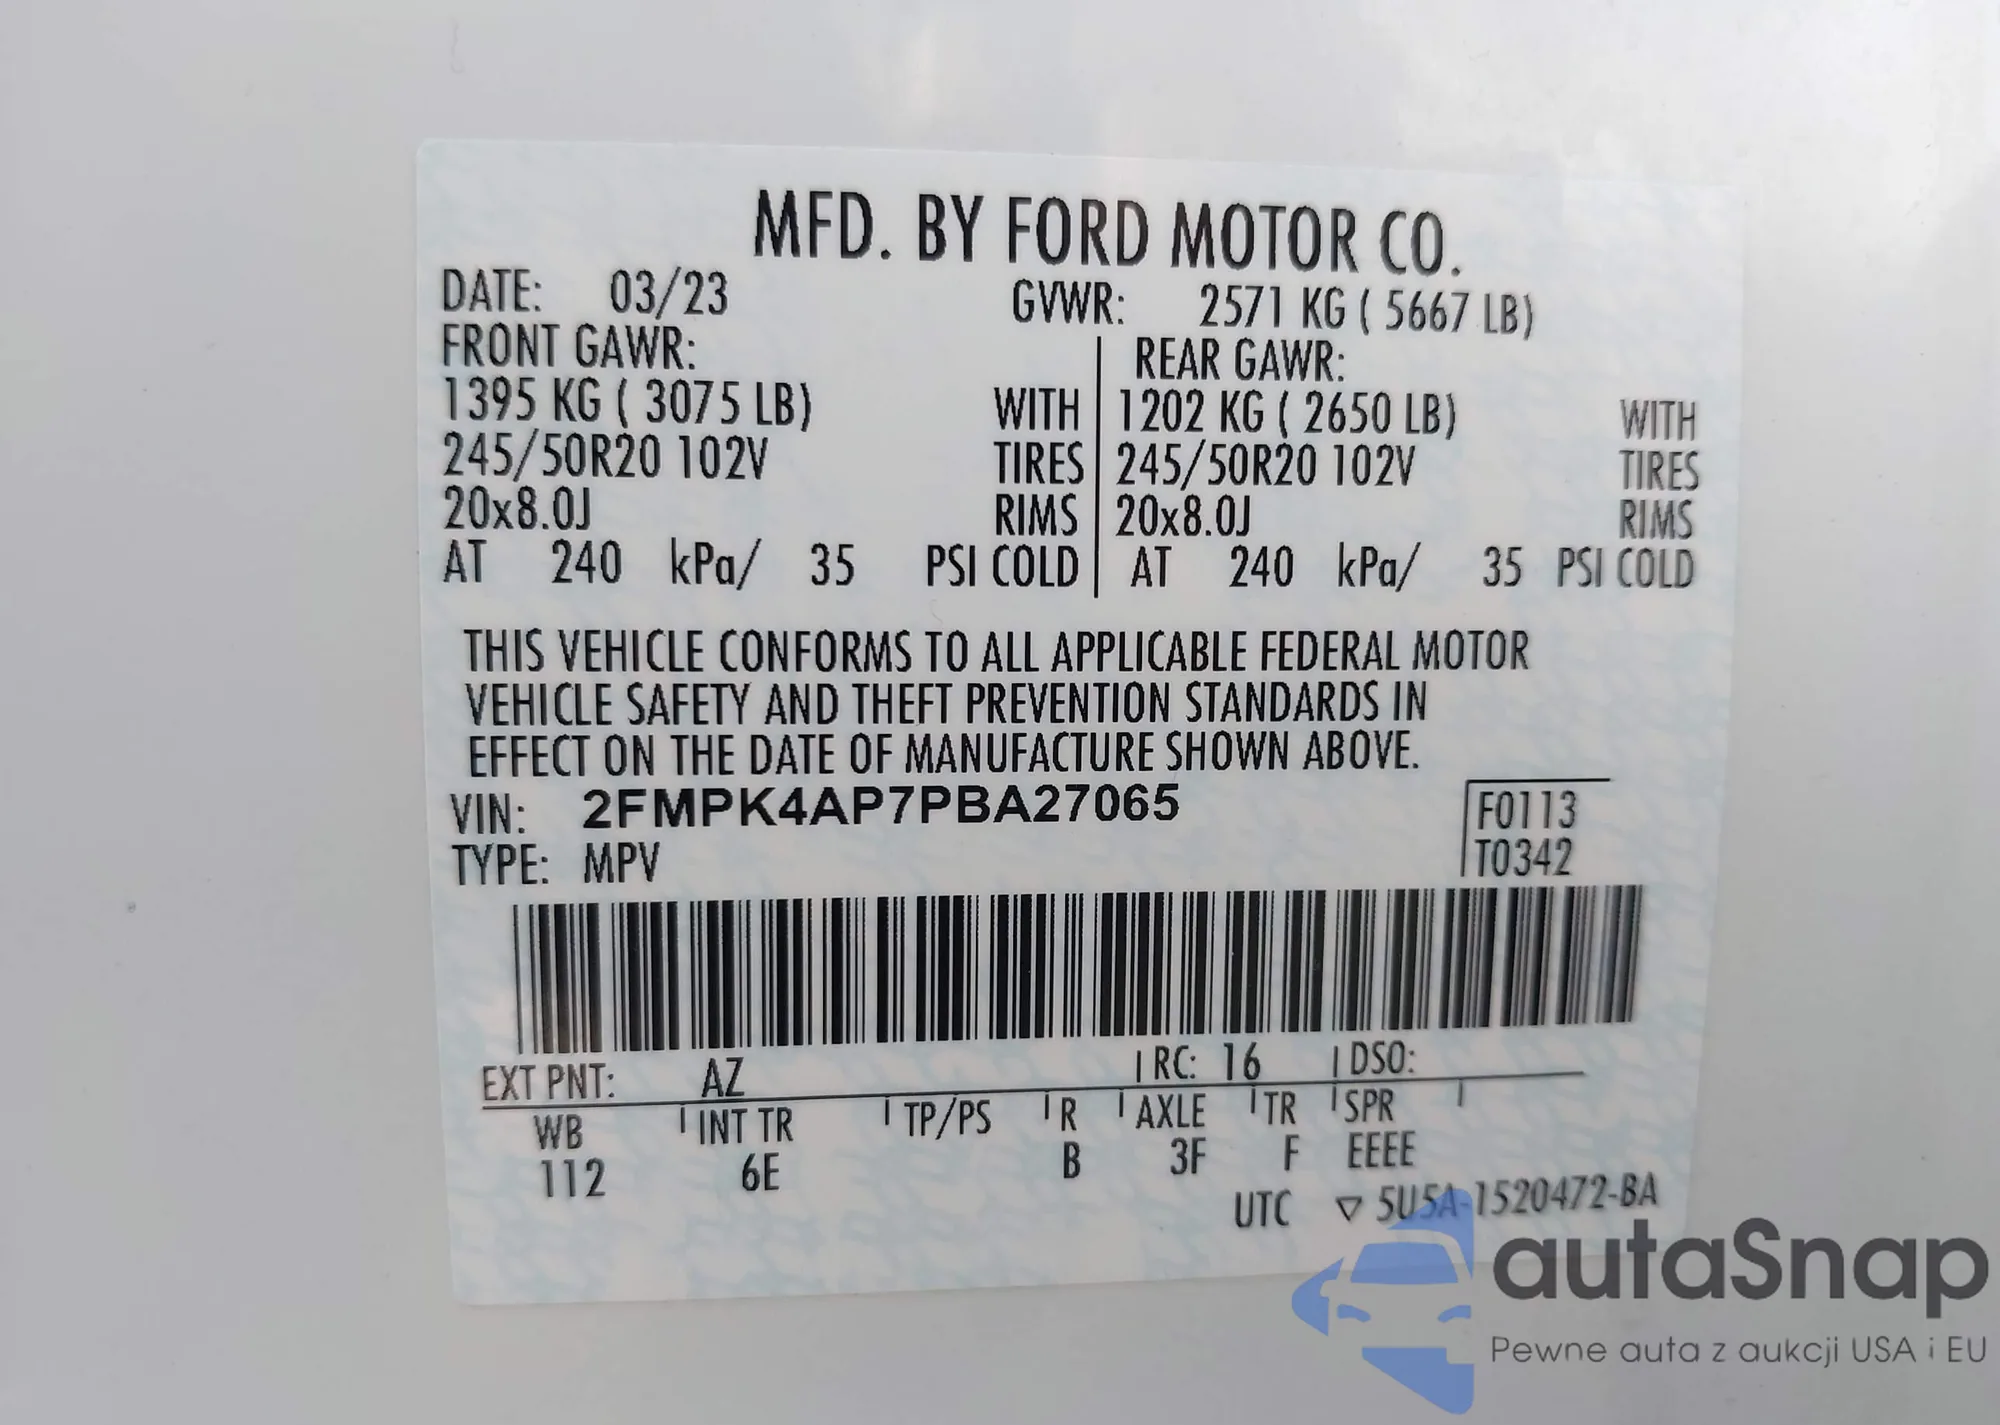 MFD. BY FORD MOTOR CO.
DATE: 03/23 GVWR: 2571 KG ( 5667 LB)
FRONT GAWR: REAR GAWR:
1395 KG ( 3075 LB) WITH 1202 KG ( 2650 LB) WITH
245/50R20 102V TIRES 245/50R20 102V TIRES
20x8.0J RIMS 20x8.0J RIMS
AT 240 kPa/ 35 PSI COLD AT 240 kPa/ 35 PSI COLD
THIS VEHICLE CONFORMS TO ALL APPLICABLE FEDERAL MOTOR
VEHICLE SAFETY AND THEFT PREVENTION STANDARDS IN
EFFECT ON THE DATE OF MANUFACTURE SHOWN ABOVE.
VIN: 2FMPK4AP7PBA27065 F0113
TYPE: MPV T0342
EXT PNT: AZ RC: 16 DSO:
WB INT TR TP/PS R AXLE TR SPR
112 6E B 3F F EEEE
UTC ▽ 5U5A-1520472-BA
autaSnap
Pewne auta z aukcji USA i EU